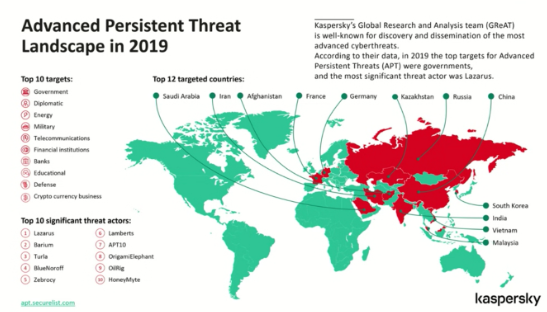 Advanced Persistent Threat
Landscape in 2019
Kaspersky's Global Research and Analysis team (GReAT)
is well-known for discovery and dissemination of the most
advanced cyberthreats.
According to their data, in 2019 the top targets for Advanced
Persistent Threats (APT) were governments,
and the most significant threat actor was Lazarus.
Top 10 targets:
Government
Diplomatic
Energy
Military
Telecommunications
Financial Institutions
Banks
Educational
Defense
Crypto currency business
Top 12 targeted countries:
Saudi Arabia
Iran
Afghanistan
France
Germany
Kazakhstan
Russia
China
South Korea
India
Vietnam
Malaysia
Top 10 significant threat actors:
1 Lazarus
2 Barium
3 Turla
4 BlueNoroff
5 Zebrocy
6 Lamberts
7 APT10
8 OrigamiElephant
9 OilRig
10 HoneyMyte
apt.securelist.com
kaspersky